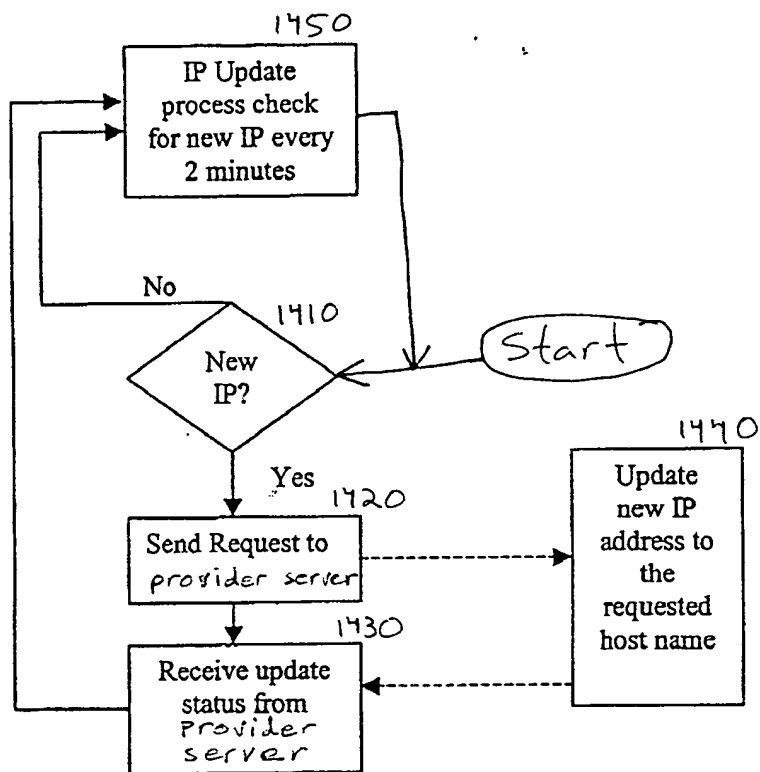 1450
IP Update
process check
for new IP every
2 minutes
No
1410
New
IP?
Start
1440
Update
new IP
address to
the
requested
host name
Yes
1420
Send Request to
provider server
1430
Receive update
status from
provider
server